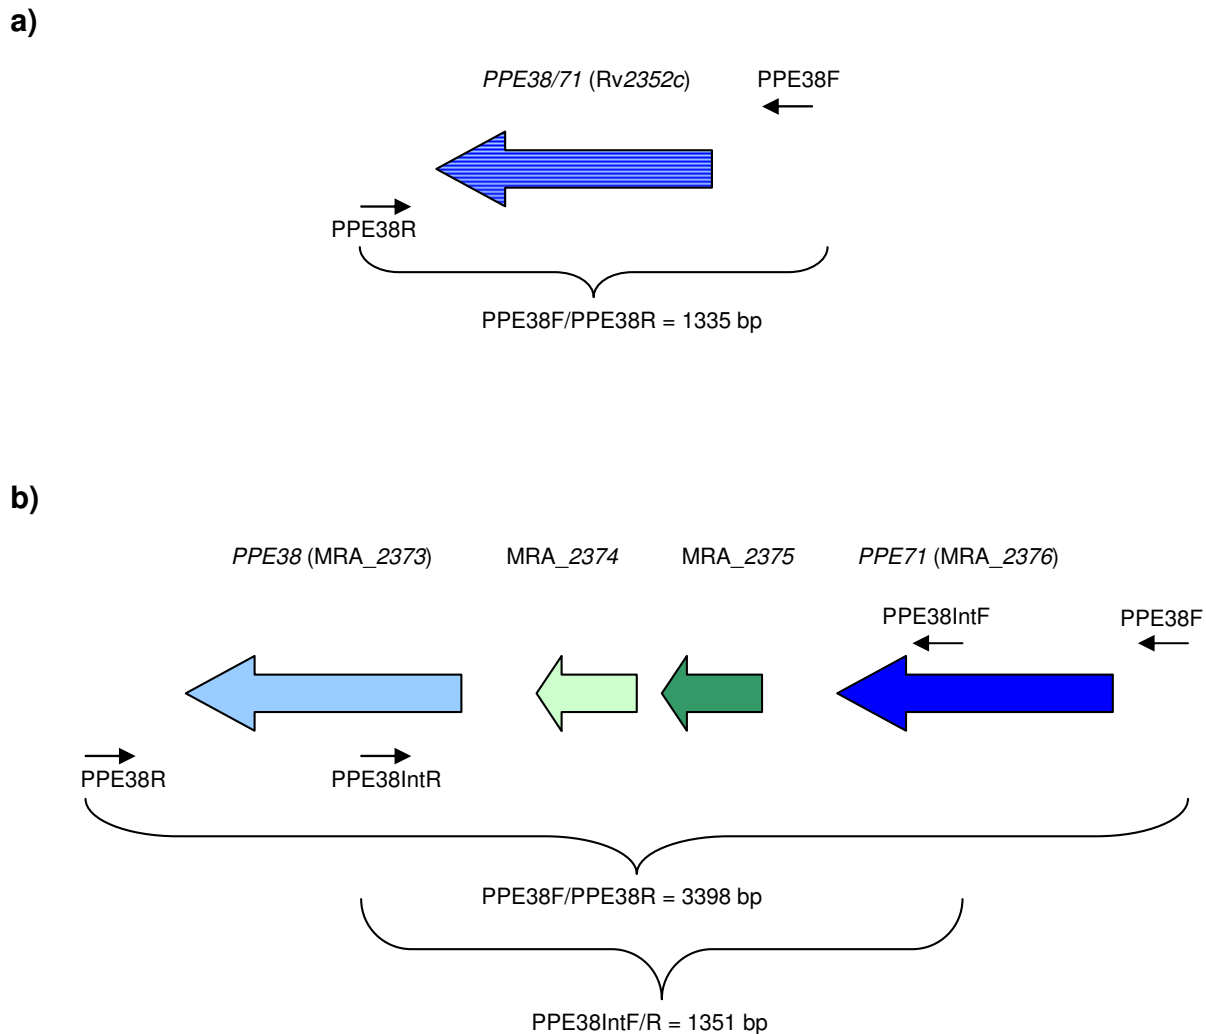 a)
PPE38/71 (Rv2352c)
PPE38F
PPE38R
PPE38F/PPE38R = 1335 bp
b)
PPE38 (MRA_2373)
MRA_2374
MRA_2375
PPE71 (MRA_2376)
PPE38IntF
PPE38F
PPE38R
PPE38IntR
PPE38F/PPE38R = 3398 bp
PPE38IntF/R = 1351 bp